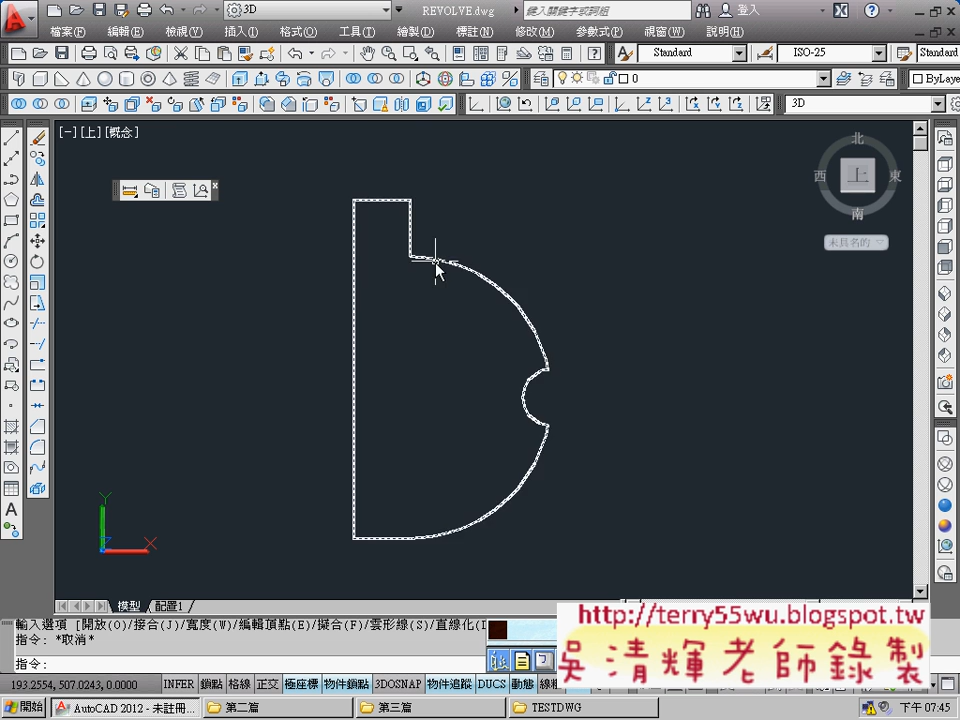 3D
REVOLVE.dwg
鍵入關鍵字或詞組
登入
檔案(F) 編輯(E) 檢視(V) 插入(I) 格式(O) 工具(T) 繪製(D) 標註(N) 修改(M) 參數式(P) 視窗(W) 說明(H)
Standard ISO-25 Standard
0 ByLaye
3D
[-][上][概念]
北
西 上 東
南
未具名的
Y
X
模型 配置1
輸入選項 [開放(O)/接合(J)/寬度(W)/編輯頂點(E)/擬合(F)/雲形線(S)/直線化(D
指令: *取消*
指令:
http://terry55wu.blogspot.tw
吳清輝老師錄製
193.2554, 507.0243, 0.0000 INFER 鎖點 格線 正交 極座標 物件鎖點 3DOSNAP 物件追蹤 DUCS 動態
開始 AutoCAD 2012 - 未註冊... 第二篇 第三篇 TESTDWG 下午 07:45